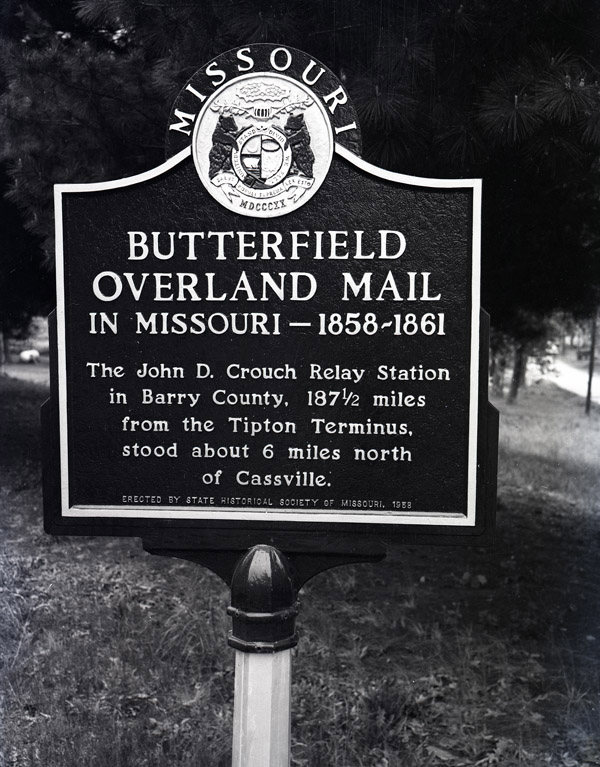 MISSOURI
MDCCCXX
BUTTERFIELD
OVERLAND MAIL
IN MISSOURI – 1858~1861
The John D. Crouch Relay Station
in Barry County, 187½ miles
from the Tipton Terminus,
stood about 6 miles north
of Cassville.
ERECTED BY STATE HISTORICAL SOCIETY OF MISSOURI, 1958